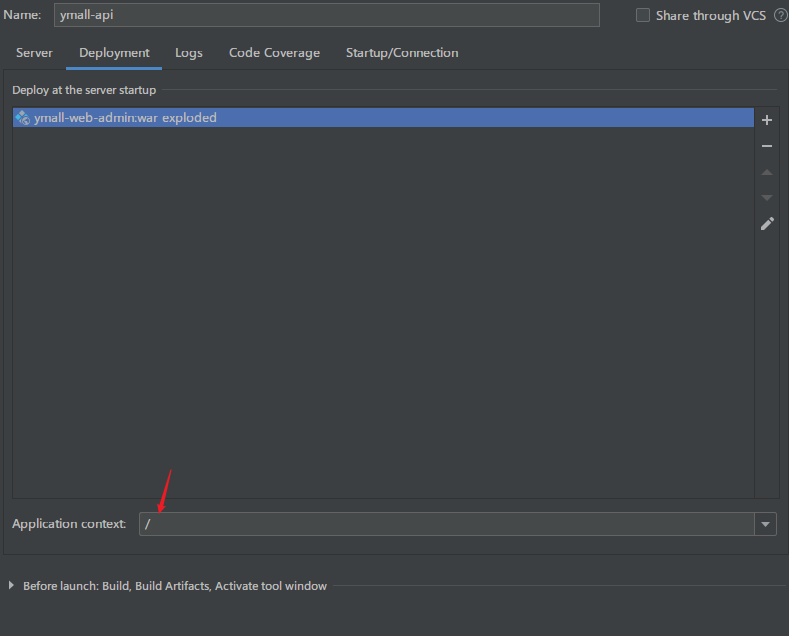 Name: ymall-api Share through VCS ?
Server Deployment Logs Code Coverage Startup/Connection
Deploy at the server startup
ymall-web-admin:war exploded
Application context: /
Before launch: Build, Build Artifacts, Activate tool window